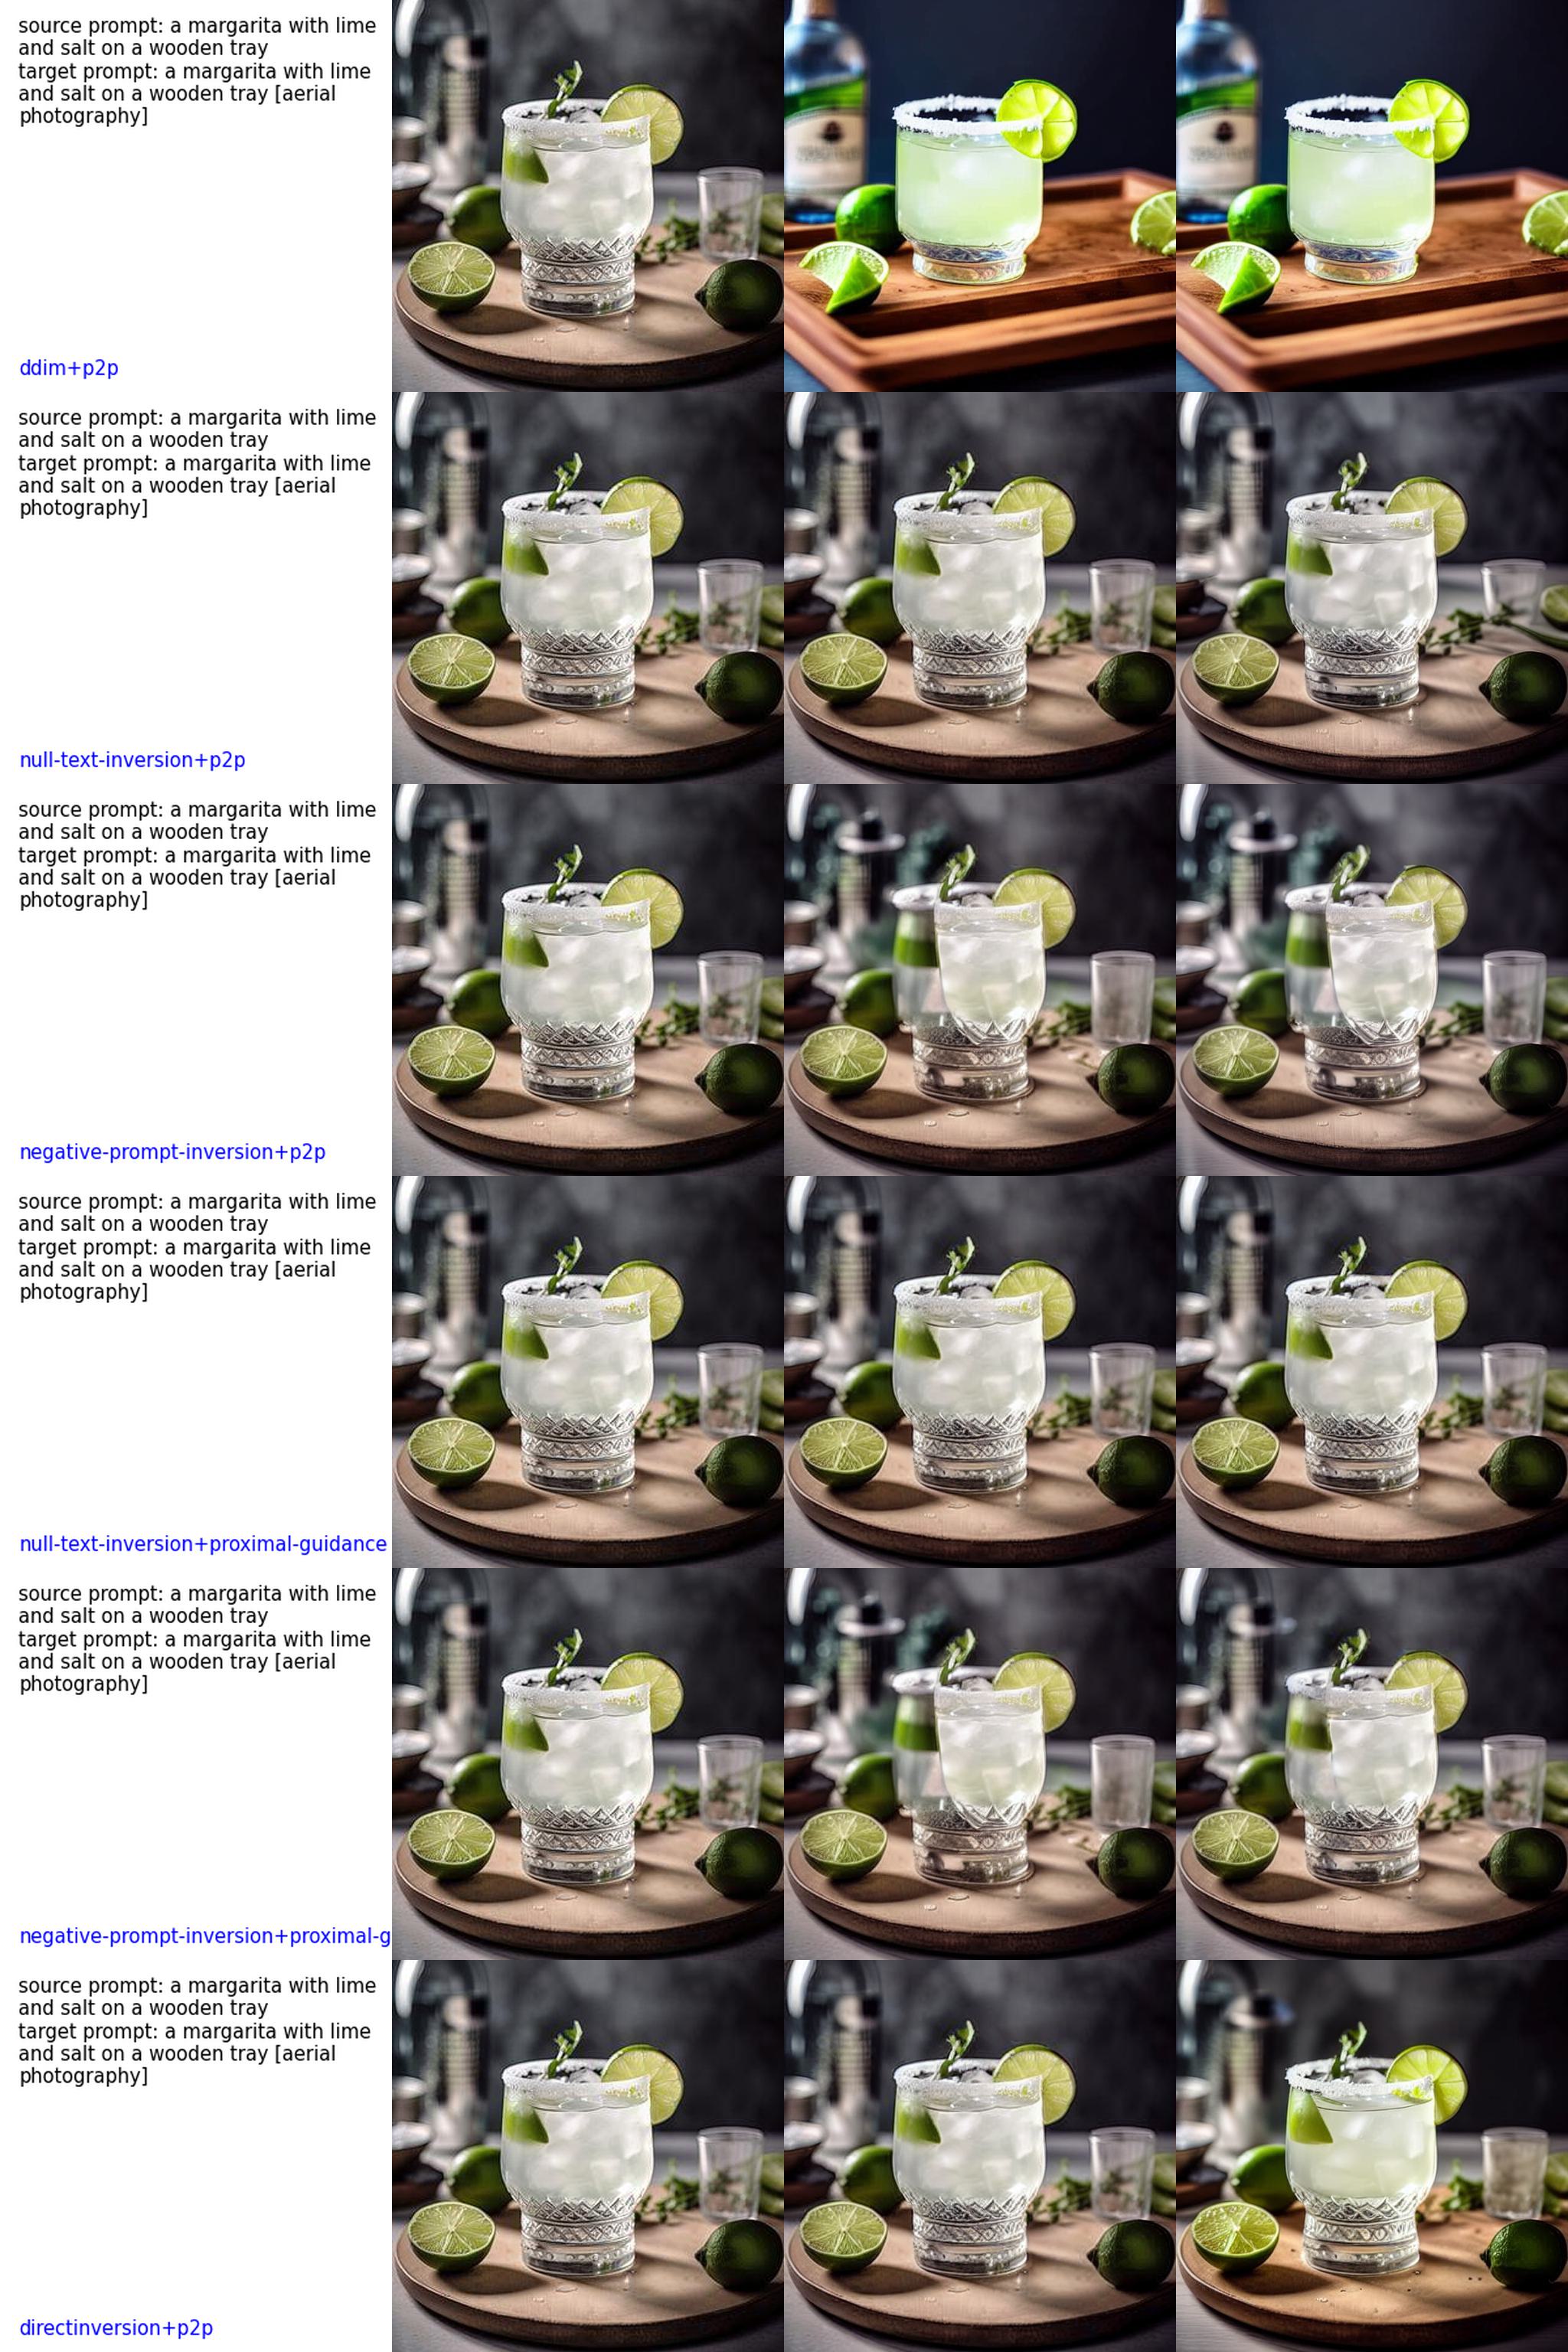 source prompt: a margarita with lime
and salt on a wooden tray
target prompt: a margarita with lime
and salt on a wooden tray [aerial
photography]
ddim+p2p
source prompt: a margarita with lime
and salt on a wooden tray
target prompt: a margarita with lime
and salt on a wooden tray [aerial
photography]
null-text-inversion+p2p
source prompt: a margarita with lime
and salt on a wooden tray
target prompt: a margarita with lime
and salt on a wooden tray [aerial
photography]
negative-prompt-inversion+p2p
source prompt: a margarita with lime
and salt on a wooden tray
target prompt: a margarita with lime
and salt on a wooden tray [aerial
photography]
null-text-inversion+proximal-guidance
source prompt: a margarita with lime
and salt on a wooden tray
target prompt: a margarita with lime
and salt on a wooden tray [aerial
photography]
negative-prompt-inversion+proximal-g
source prompt: a margarita with lime
and salt on a wooden tray
target prompt: a margarita with lime
and salt on a wooden tray [aerial
photography]
directinversion+p2p